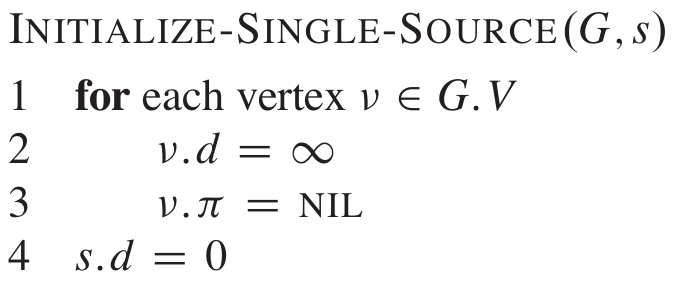 INITIALIZE-SINGLE-SOURCE(G, s)
1 for each vertex ν ∈ G.V
2 ν.d = ∞
3 ν.π = NIL
4 s.d = 0